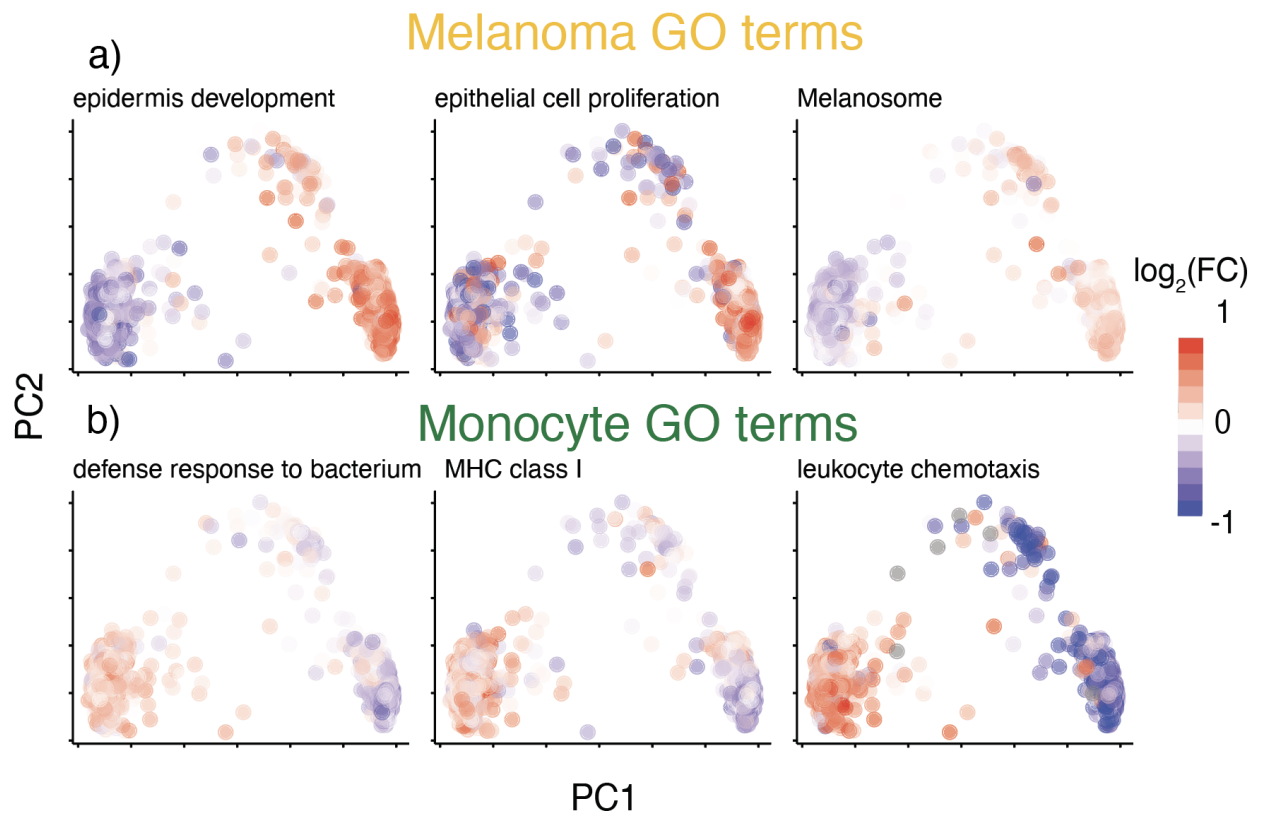 Melanoma GO terms
a)
epidermis development
epithelial cell proliferation
Melanosome
log2(FC)
1
0
-1
PC2
b)
Monocyte GO terms
defense response to bacterium
MHC class I
leukocyte chemotaxis
PC1